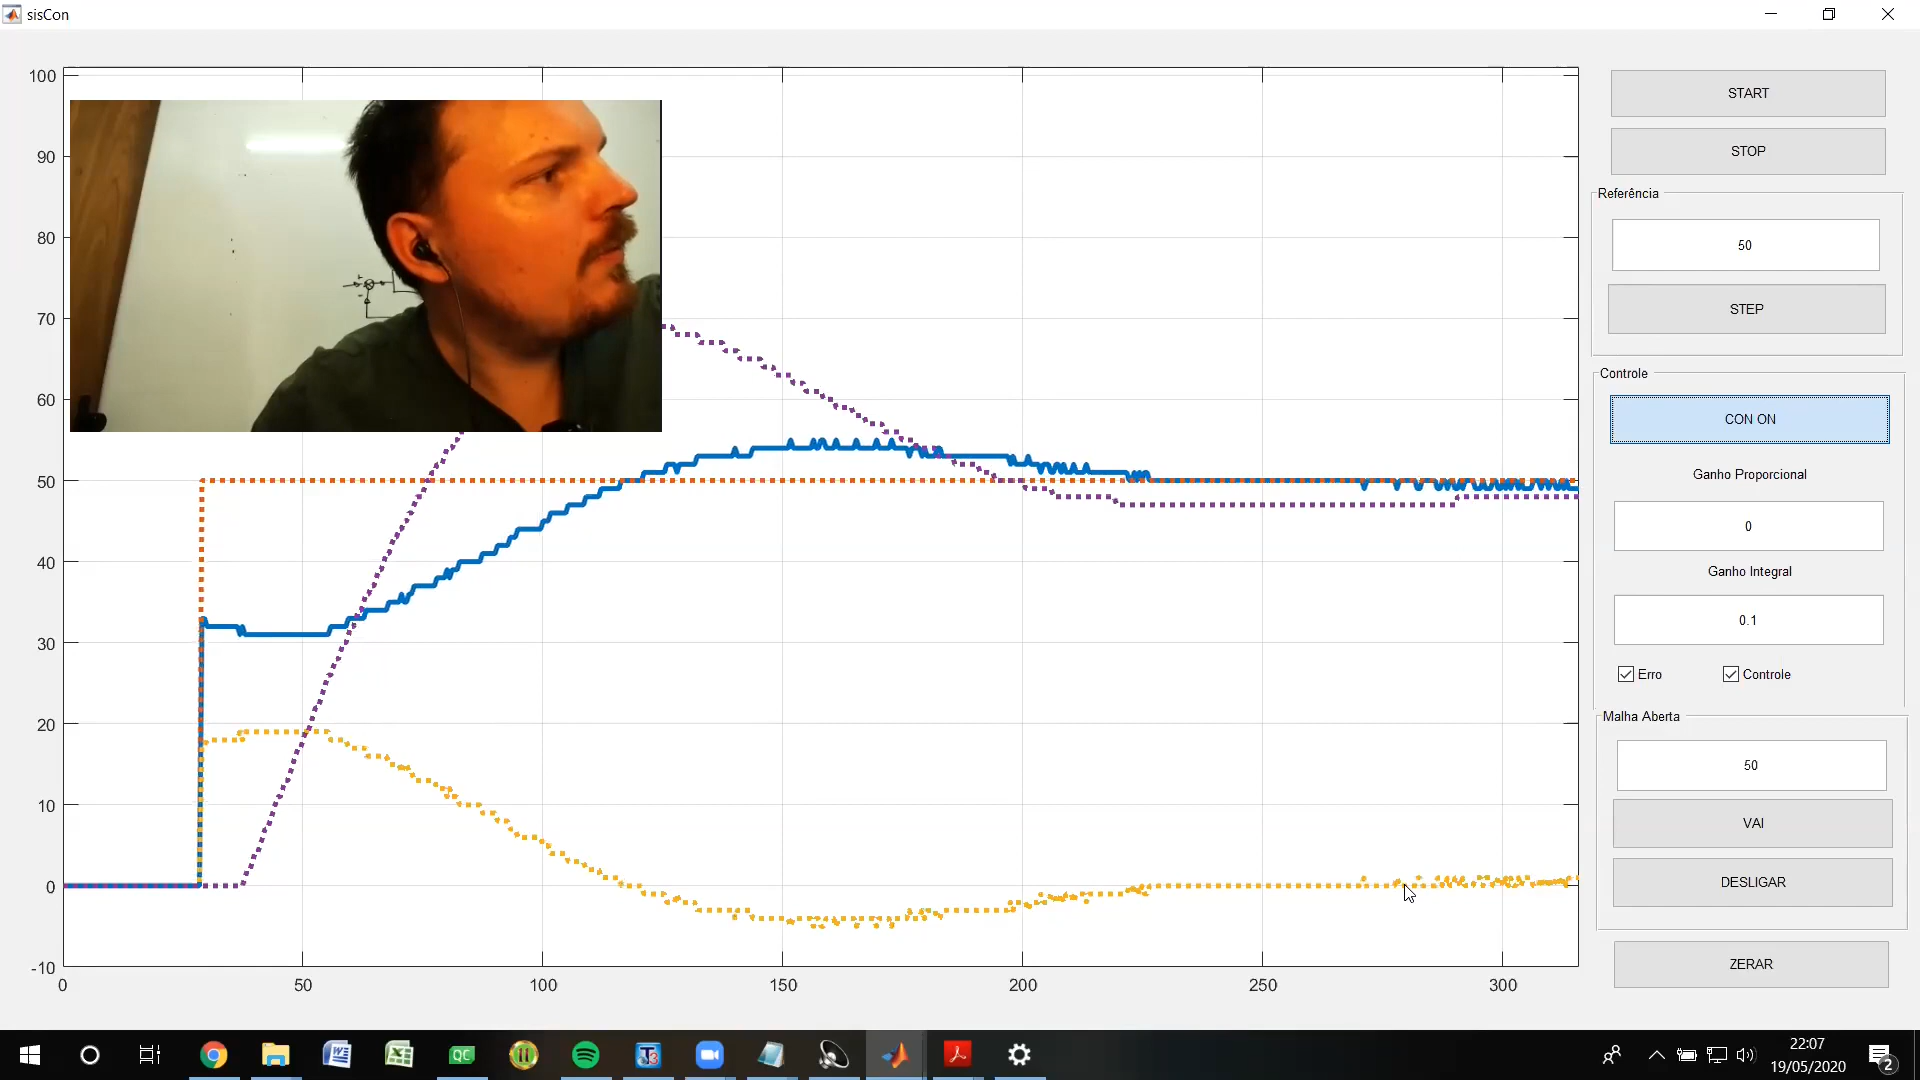 sisCon
100
90
80
70
60
50
40
30
20
10
0
-10
0
50
100
150
200
250
300
START
STOP
Referência
50
STEP
Controle
CON ON
Ganho Proporcional
0
Ganho Integral
0.1
Erro
Controle
Malha Aberta
50
VAI
DESLIGAR
ZERAR
QC
22:07
19/05/2020
2